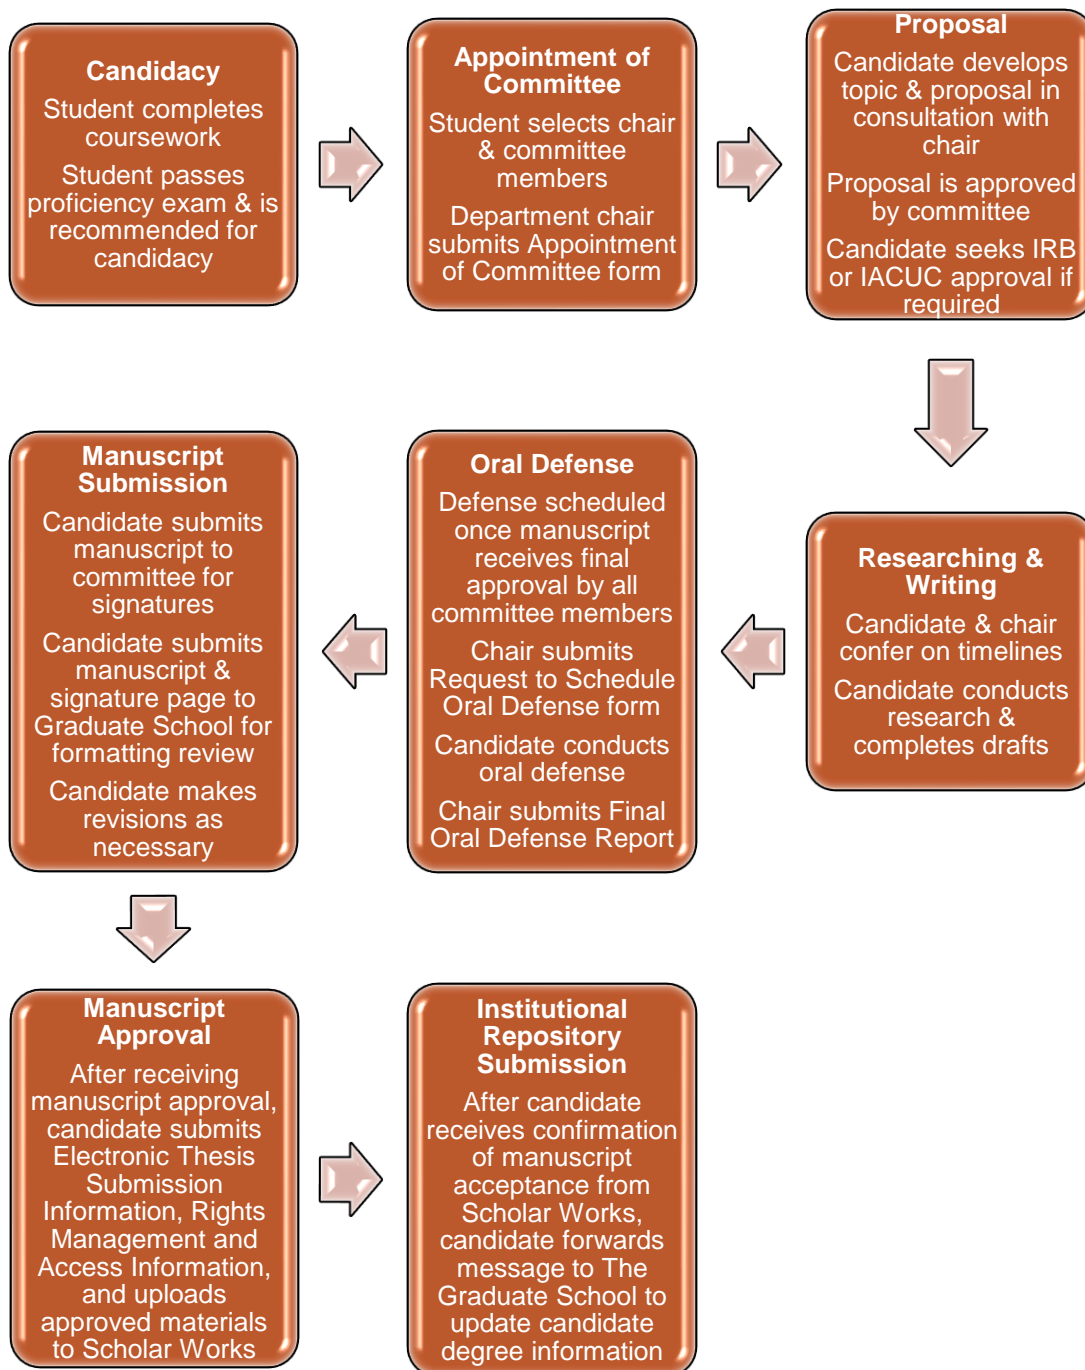 Candidacy
Student completes
coursework
Student passes
proficiency exam & is
recommended for
candidacy
Appointment of
Committee
Student selects chair
& committee
members
Department chair
submits Appointment
of Committee form
Proposal
Candidate develops
topic & proposal in
consultation with
chair
Proposal is approved
by committee
Candidate seeks IRB
or IACUC approval if
required
Researching &
Writing
Candidate & chair
confer on timelines
Candidate conducts
research &
completes drafts
Oral Defense
Defense scheduled
once manuscript
receives final
approval by all
committee members
Chair submits
Request to Schedule
Oral Defense form
Candidate conducts
oral defense
Chair submits Final
Oral Defense Report
Manuscript
Submission
Candidate submits
manuscript to
committee for
signatures
Candidate submits
manuscript &
signature page to
Graduate School for
formatting review
Candidate makes
revisions as
necessary
Manuscript
Approval
After receiving
manuscript approval,
candidate submits
Electronic Thesis
Submission
Information, Rights
Management and
Access Information,
and uploads
approved materials
to Scholar Works
Institutional
Repository
Submission
After candidate
receives confirmation
of manuscript
acceptance from
Scholar Works,
candidate forwards
message to The
Graduate School to
update candidate
degree information